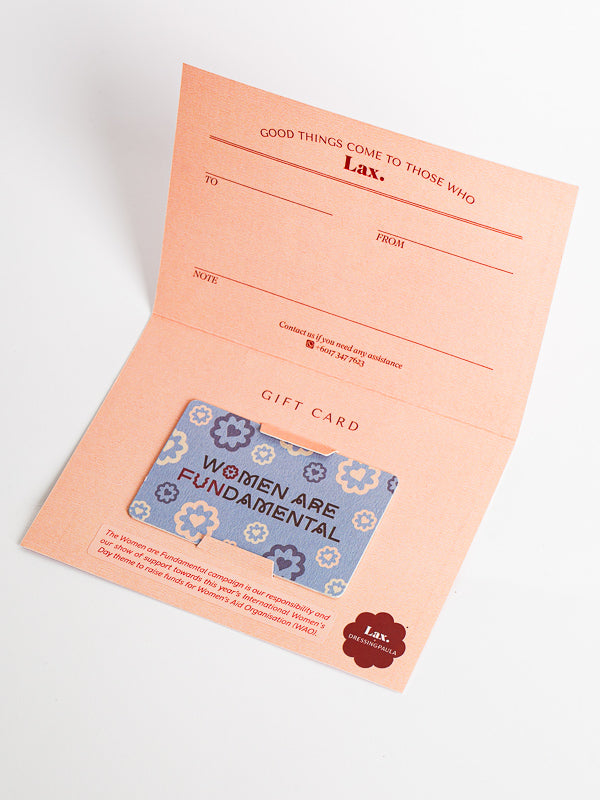 GOOD THINGS COME TO THOSE WHO
Lax.
TO
FROM
NOTE
Contact us if you need any assistance
+6017 347 7623
GIFT CARD
WOMEN ARE
FUNDAMENTAL
The Women are Fundamental campaign is our responsibility and
our show of support towards this year's International Women's
Day theme to raise funds for Women's Aid Organisation (WAO).
Lax.
DRESSINGPAULA